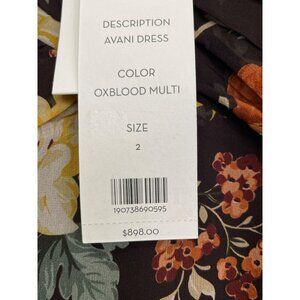 DESCRIPTION
AVANI DRESS
COLOR
OXBLOOD MULTI
SIZE
2
190738690595
$898.00